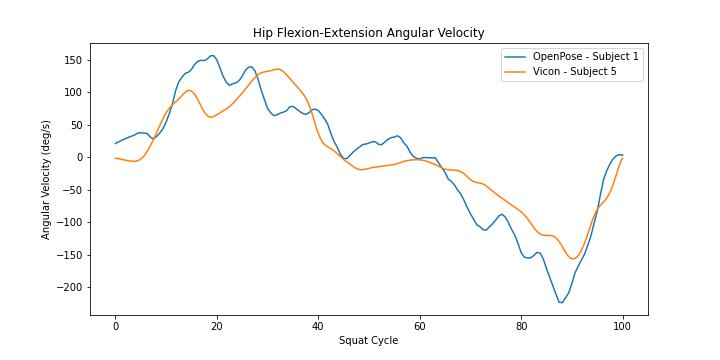 Hip Flexion-Extension Angular Velocity
OpenPose - Subject 1
Vicon - Subject 5
Angular Velocity (deg/s)
150
100
50
0
−50
−100
−150
−200
0
20
40
60
80
100
Squat Cycle